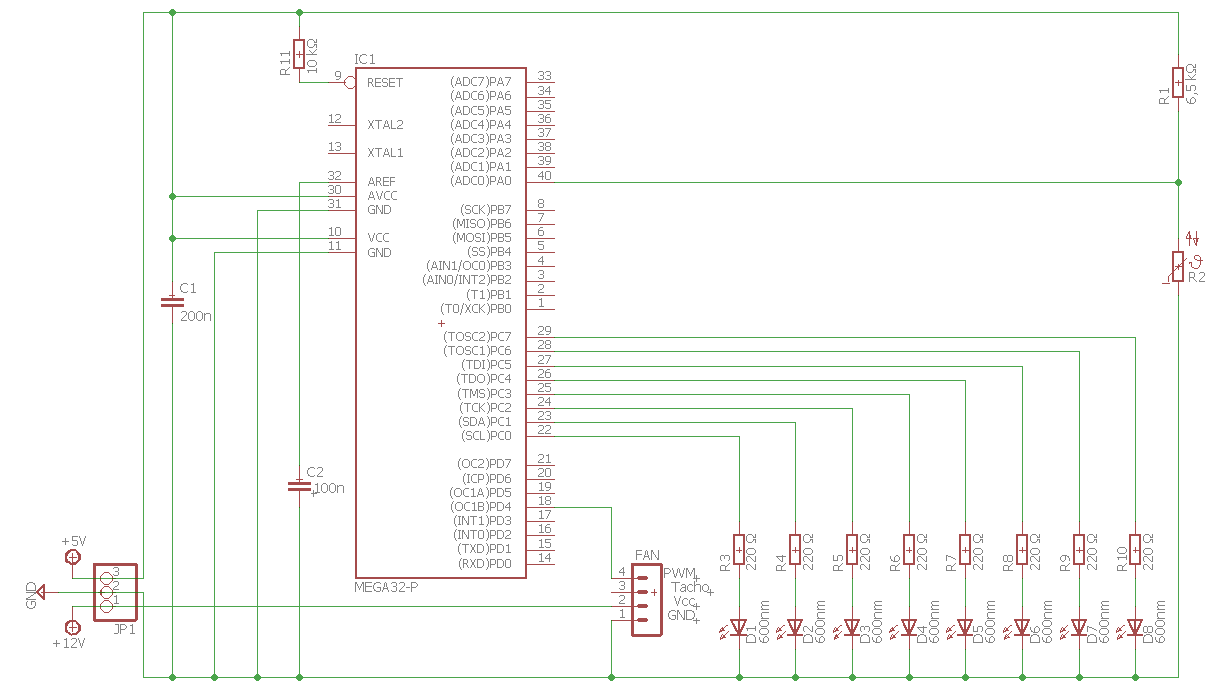 R11
10 kΩ
IC1
9 RESET
12 XTAL2
13 XTAL1
32 AREF
30 AVCC
31 GND
10 VCC
11 GND
(ADC7)PA7 33
(ADC6)PA6 34
(ADC5)PA5 35
(ADC4)PA4 36
(ADC3)PA3 37
(ADC2)PA2 38
(ADC1)PA1 39
(ADC0)PA0 40
(SCK)PB7 8
(MISO)PB6 7
(MOSI)PB5 6
(SS)PB4 5
(AIN1/OC0)PB3 4
(AIN0/INT2)PB2 3
(T1)PB1 2
(T0/XCK)PB0 1
(TOSC2)PC7 29
(TOSC1)PC6 28
(TDI)PC5 27
(TDO)PC4 26
(TMS)PC3 25
(TCK)PC2 24
(SDA)PC1 23
(SCL)PC0 22
(OC2)PD7 21
(ICP)PD6 20
(OC1A)PD5 19
(OC1B)PD4 18
(INT1)PD3 17
(INT0)PD2 16
(TXD)PD1 15
(RXD)PD0 14
MEGA32-P
R1
6,5 kΩ
ϑ
R2
C1
200n
C2
100n
+5V
GND
+12V
3
2
1
JP1
FAN
4 PWM
3 Tacho
2 Vcc
1 GND
R3
220 Ω
R4
220 Ω
R5
220 Ω
R6
220 Ω
R7
220 Ω
R8
220 Ω
R9
220 Ω
R10
220 Ω
D1
600nm
D2
600nm
D3
600nm
D4
600nm
D5
600nm
D6
600nm
D7
600nm
D8
600nm